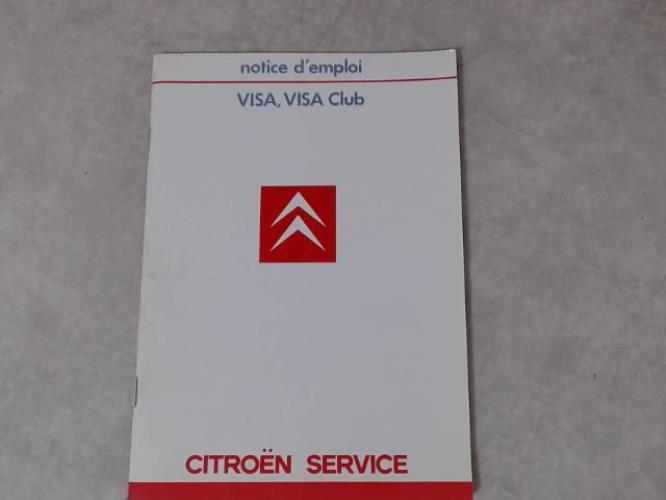 notice d'emploi
VISA, VISA Club
CITROËN SERVICE